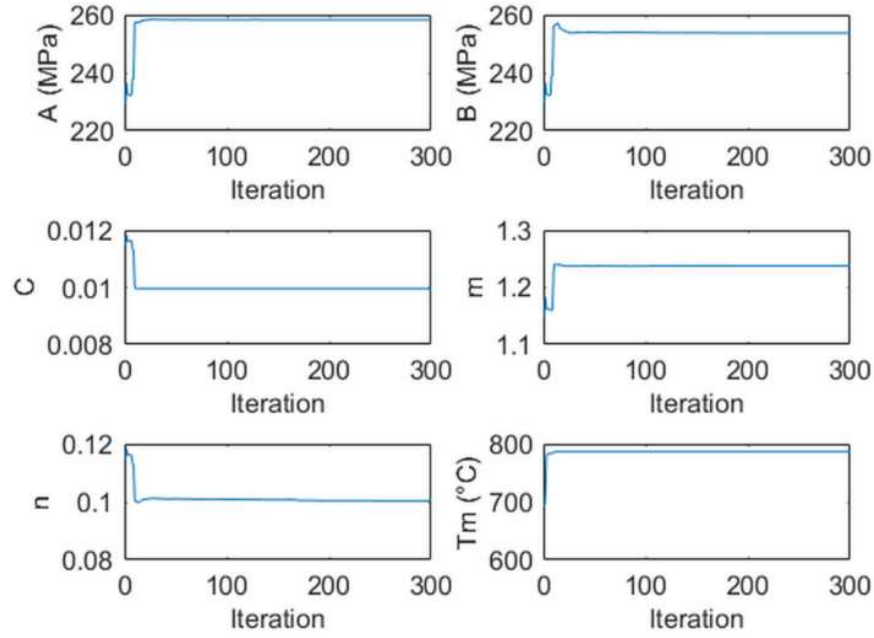 260
240
220
A (MPa)
0 100 200 300
Iteration
260
240
220
B (MPa)
0 100 200 300
Iteration
0.012
0.01
0.008
C
0 100 200 300
Iteration
1.3
1.2
1.1
m
0 100 200 300
Iteration
0.12
0.1
0.08
n
0 100 200 300
Iteration
800
700
600
Tm (°C)
0 100 200 300
Iteration